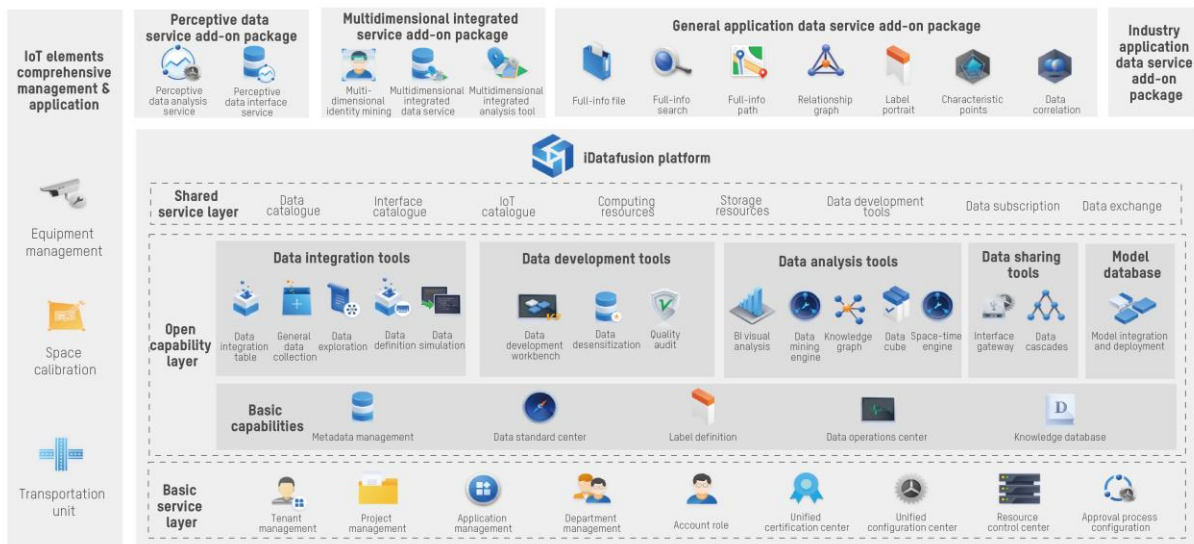 IoT elements
comprehensive
management &
application
Equipment
management
Space
calibration
Transportation
unit
Perceptive data
service add-on package
Perceptive
data analysis
service
Perceptive
data interface
service
Multidimensional integrated
service add-on package
Multi-
dimensional
identity mining
Multidimensional
integrated
data service
Multidimensional
integrated
analysis tool
General application data service add-on package
Full-info file
Full-info
search
Full-info
path
Relationship
graph
Label
portrait
Characteristic
points
Data
correlation
Industry
application
data service
add-on
package
iDatafusion platform
Shared
service layer
Data
catalogue
Interface
catalogue
IoT
catalogue
Computing
resources
Storage
resources
Data development
tools
Data subscription
Data exchange
Open
capability
layer
Data integration tools
Data
integration
table
General
data
collection
Data
exploration
Data
definition
Data
simulation
Data development tools
Data
development
workbench
Data
desensitization
Quality
audit
Data analysis tools
BI visual
analysis
Data
mining
engine
Knowledge
graph
Data
cube
Space-time
engine
Data sharing
tools
Interface
gateway
Data
cascades
Model
database
Model integration
and deployment
Basic
capabilities
Metadata management
Data standard center
Label definition
Data operations center
D
Knowledge database
Basic
service
layer
Tenant
management
Project
management
Application
management
Department
management
Account role
Unified
certification center
Unified
configuration center
Resource
control center
Approval process
configuration